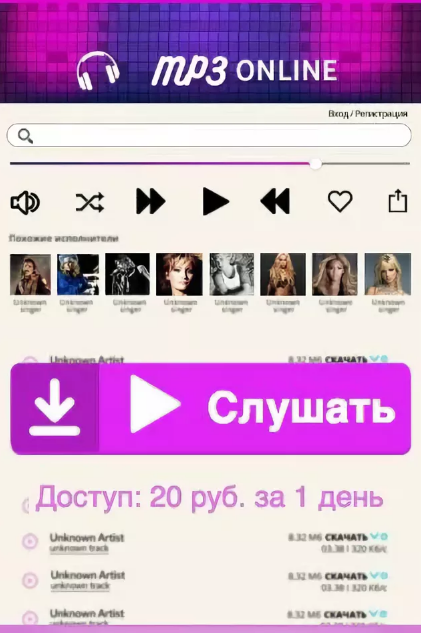 MP3 ONLINE
Вход / Регистрация
Похожие исполнители
Unknown Unknown Unknown Unknown Unknown Unknown Unknown Unknown
singer singer singer singer singer singer singer singer
Unknown Artist 8.32 Мб СКАЧАТЬ
Слушать
Доступ: 20 руб. за 1 день
Unknown Artist 8.32 Мб СКАЧАТЬ
unknown track 03.38 | 320 Кб/с
Unknown Artist 8.32 Мб СКАЧАТЬ
unknown track 03.38 | 320 Кб/с
Unknown Artist 8.32 Мб СКАЧАТЬ
unknown track 03.38 | 320 Кб/с